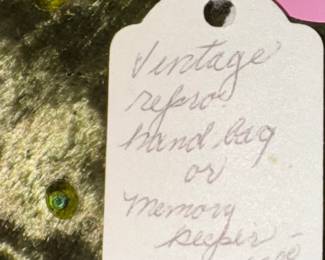 Vintage
repro
hand bag
or
memory
keeper -